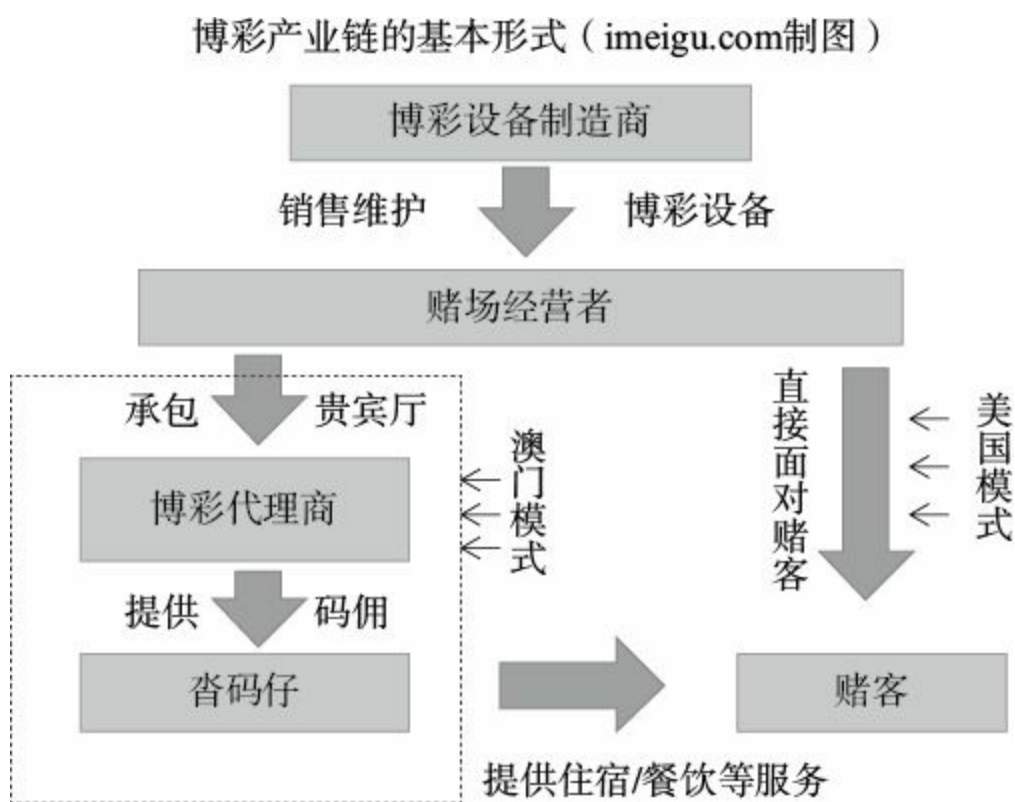 博彩产业链的基本形式（imeigu.com制图）
博彩设备制造商
销售维护 博彩设备
赌场经营者
承包 贵宾厅
直接面对赌客
美国模式
澳门模式
博彩代理商
提供 码佣
沓码仔
赌客
提供住宿/餐饮等服务